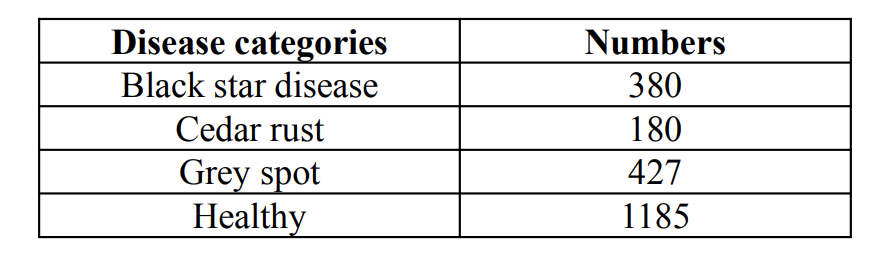 Disease categories Numbers
Black star disease 380
Cedar rust 180
Grey spot 427
Healthy 1185